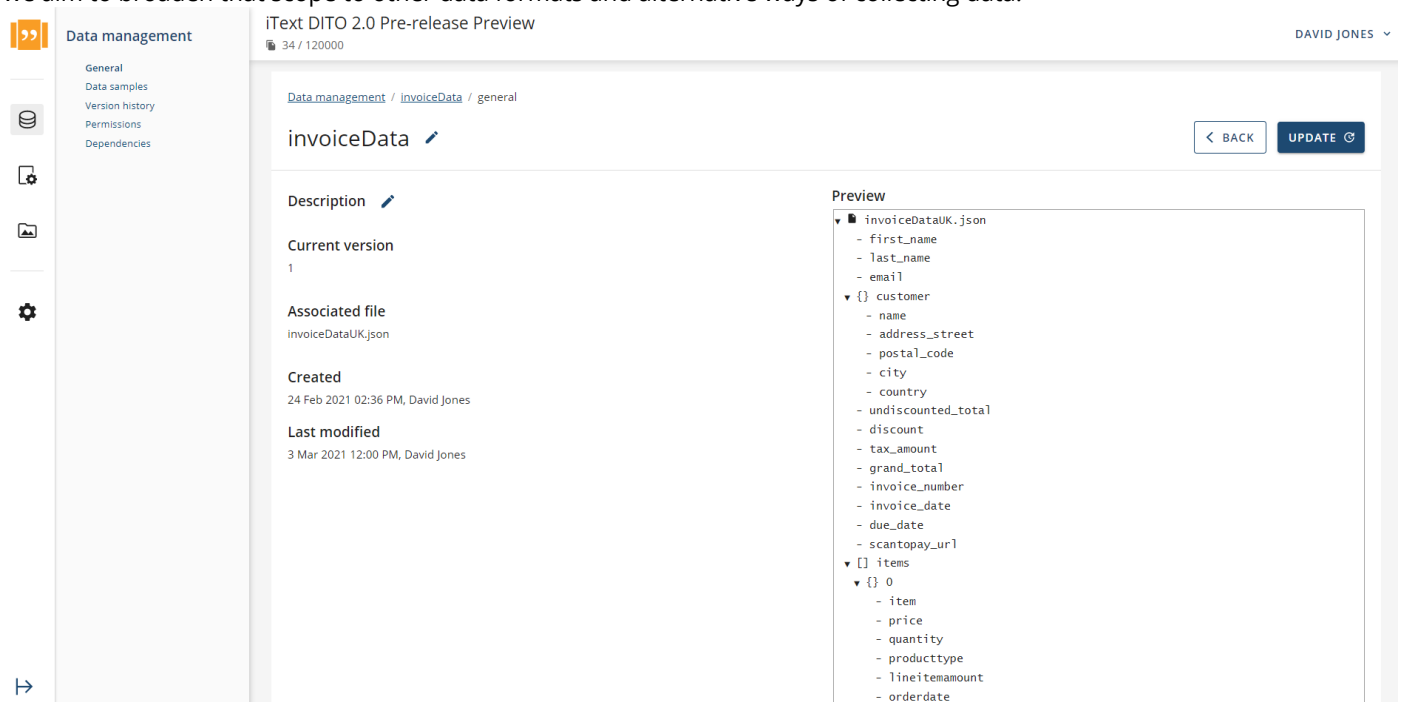 we aim to broaden that scope to other data formats and alternative ways of collecting data.
iText DITO 2.0 Pre-release Preview
34 / 120000
DAVID JONES
Data management
General
Data samples
Version history
Permissions
Dependencies
Data management / invoiceData / general
invoiceData
BACK
UPDATE
Description
Current version
1
Associated file
invoiceDataUK.json
Created
24 Feb 2021 02:36 PM, David Jones
Last modified
3 Mar 2021 12:00 PM, David Jones
Preview
invoiceDataUK.json
- first_name
- last_name
- email
{} customer
- name
- address_street
- postal_code
- city
- country
- undiscounted_total
- discount
- tax_amount
- grand_total
- invoice_number
- invoice_date
- due_date
- scantopay_url
[] items
{} 0
- item
- price
- quantity
- producttype
- lineitemamount
- orderdate